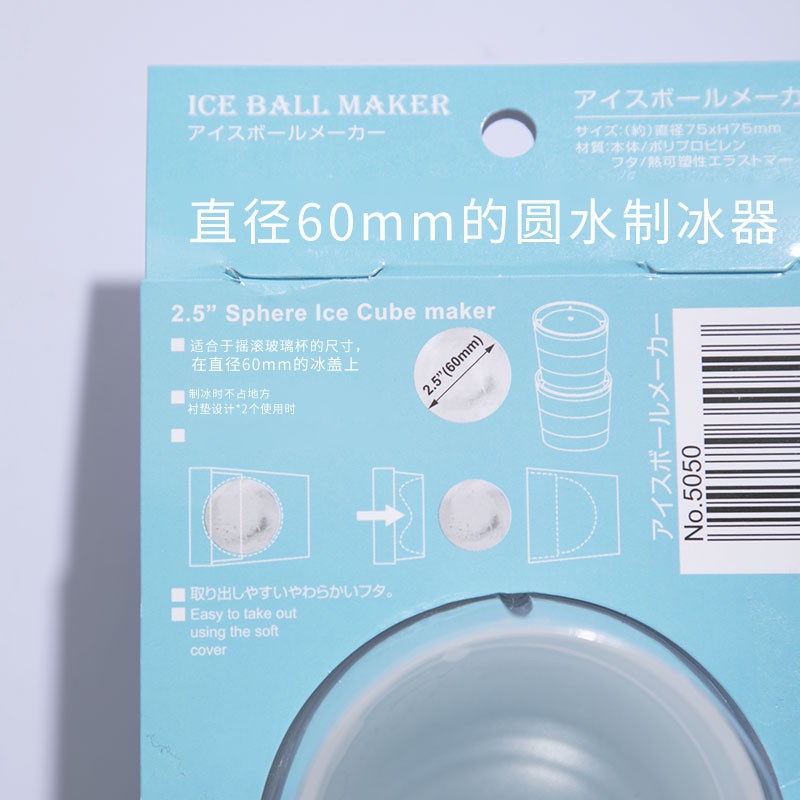 ICE BALL MAKER
アイスボールメーカー
アイスボールメーカ
サイズ:(約)直径75xH75mm
材質:本体/ポリプロピレン
フタ/熱可塑性エラストマー
直径60mm的圆水制冰器
2.5” Sphere Ice Cube maker
适合于摇滚玻璃杯的尺寸，
在直径60mm的冰盖上
制冰时不占地方
衬垫设计*2个使用时
2.5”(60mm)
アイスボールメーカー
No.5050
取り出しやすいやわらかいフタ。
Easy to take out
using the soft
cover